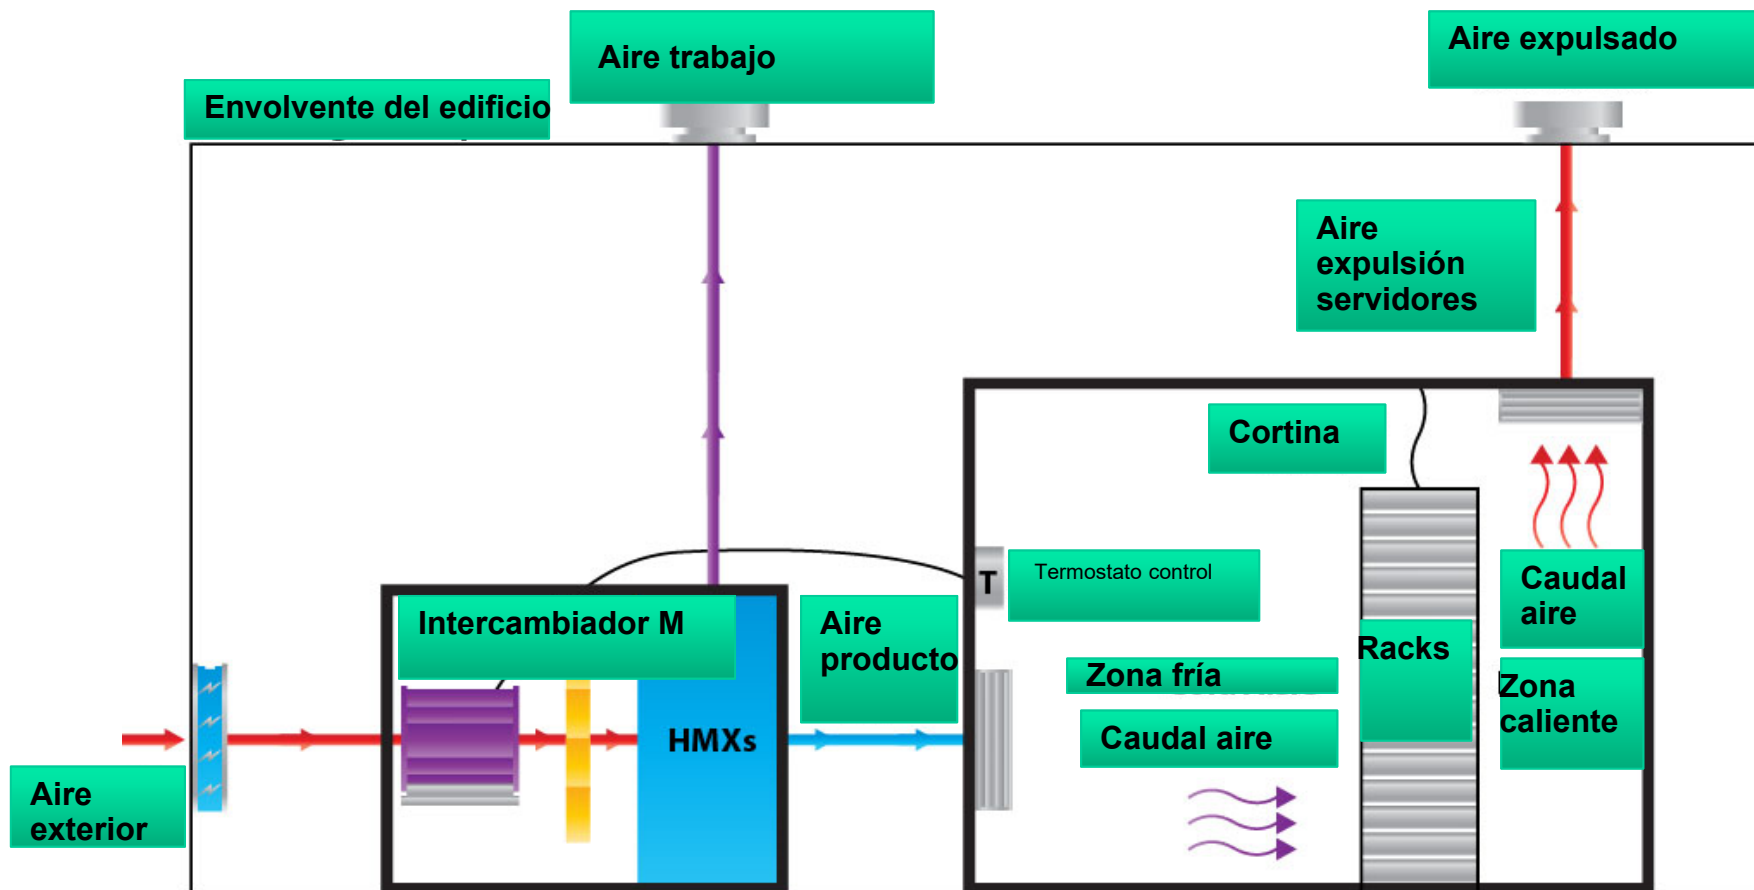 Aire trabajo
Aire expulsado
Envolvente del edificio
Aire
expulsión
servidores
Cortina
T
Termostato control
Intercambiador M
Aire
producto
Caudal
aire
Racks
Zona fría
Zona
caliente
Caudal aire
HMXs
Aire
exterior